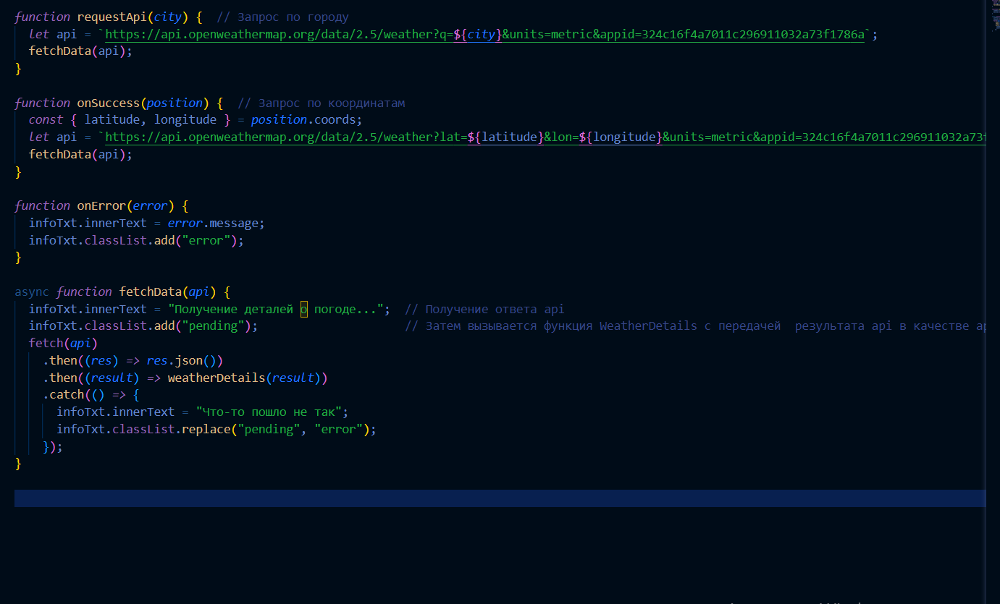 function requestApi(city) {  // Запрос по городу
let api = `https://api.openweathermap.org/data/2.5/weather?q=${city}&units=metric&appid=324c16f4a7011c296911032a73f1786a`;
fetchData(api);
}
function onSuccess(position) {  // Запрос по координатам
const { latitude, longitude } = position.coords;
let api = `https://api.openweathermap.org/data/2.5/weather?lat=${latitude}&lon=${longitude}&units=metric&appid=324c16f4a7011c296911032a73f
fetchData(api);
}
function onError(error) {
infoTxt.innerText = error.message;
infoTxt.classList.add("error");
}
async function fetchData(api) {
infoTxt.innerText = "Получение деталей о погоде...";  // Получение ответа api
infoTxt.classList.add("pending");  // Затем вызывается функция WeatherDetails с передачей  результата api в качестве
fetch(api)
.then((res) => res.json())
.then((result) => weatherDetails(result))
.catch(() => {
infoTxt.innerText = "Что-то пошло не так";
infoTxt.classList.replace("pending", "error");
});
}